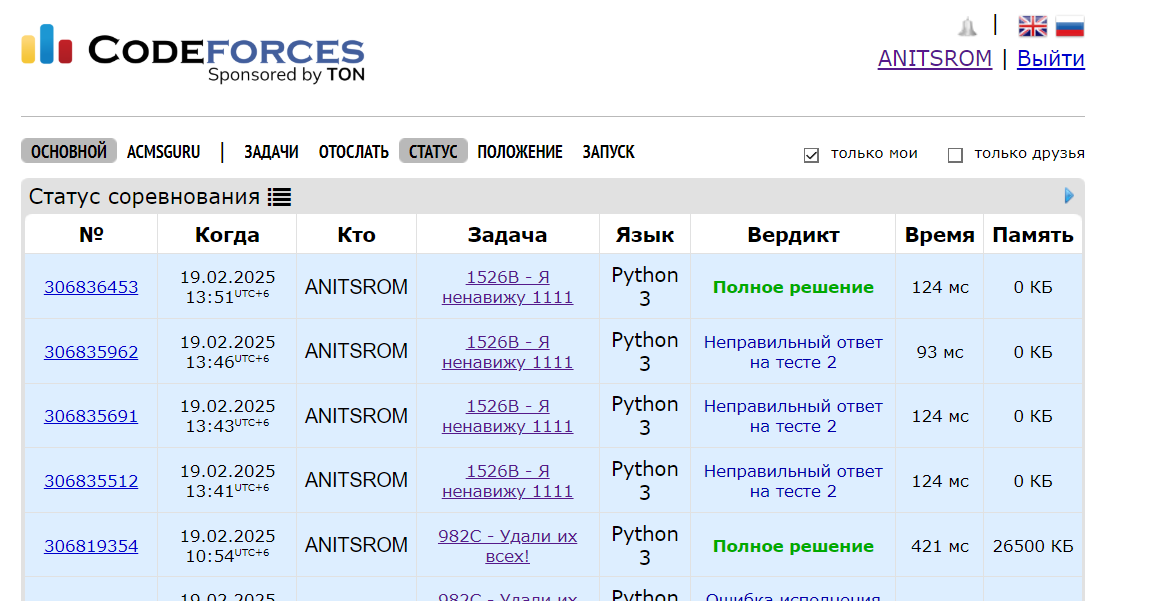 CODEFORCES
Sponsored by TON
ANITSROM | Выйти
ОСНОВНОЙ ACMSGURU | ЗАДАЧИ ОТОСЛАТЬ СТАТУС ПОЛОЖЕНИЕ ЗАПУСК
только мои только друзья
Статус соревнования
№ Когда Кто Задача Язык Вердикт Время Память
306836453 19.02.2025 13:51 UTC+6 ANITSROM 1526B - Я ненавижу 1111 Python 3 Полное решение 124 мс 0 КБ
306835962 19.02.2025 13:46 UTC+6 ANITSROM 1526B - Я ненавижу 1111 Python 3 Неправильный ответ на тесте 2 93 мс 0 КБ
306835691 19.02.2025 13:43 UTC+6 ANITSROM 1526B - Я ненавижу 1111 Python 3 Неправильный ответ на тесте 2 124 мс 0 КБ
306835512 19.02.2025 13:41 UTC+6 ANITSROM 1526B - Я ненавижу 1111 Python 3 Неправильный ответ на тесте 2 124 мс 0 КБ
306819354 19.02.2025 10:54 UTC+6 ANITSROM 982C - Удали их всех! Python 3 Полное решение 421 мс 26500 КБ
19.02.2025 982C - Удали их Python Ошибка исполнения